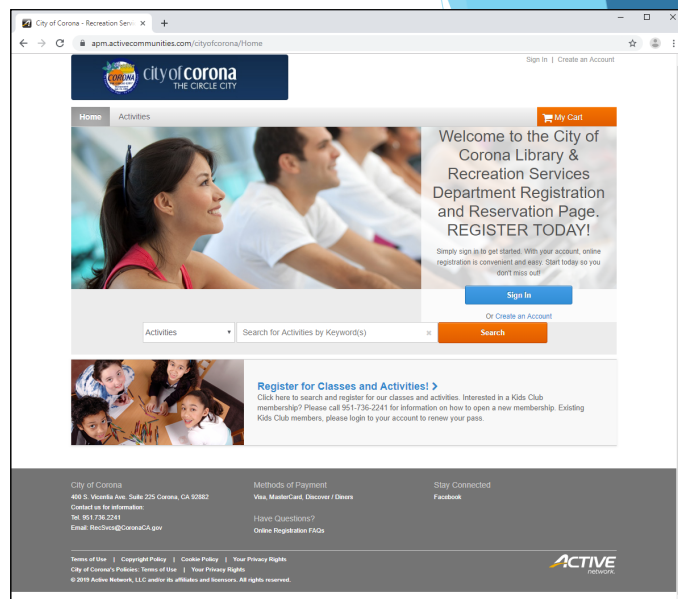 City of Corona - Recreation Servic
apm.activecommunities.com/cityofcorona/Home
Sign In | Create an Account
CORONA
city of corona
THE CIRCLE CITY
Home Activities My Cart
Welcome to the City of
Corona Library &
Recreation Services
Department Registration
and Reservation Page.
REGISTER TODAY!
Simply sign in to get started. With your account, online
registration is convenient and easy. Start today so you
don't miss out!
Sign In
Or Create an Account
Activities Search for Activities by Keyword(s) Search
Register for Classes and Activities!
Click here to search and register for our classes and activities. Interested in a Kids Club
membership? Please call 951-736-2241 for information on how to open a new membership. Existing
Kids Club members, please login to your account to renew your pass.
City of Corona Methods of Payment Stay Connected
400 S. Vicentia Ave. Suite 225 Corona, CA 92882 Visa, MasterCard, Discover / Diners Facebook
Contact us for information:
Tel. 951.736.2241 Have Questions?
Email: RecSvcs@CoronaCA.gov Online Registration FAQs
Terms of Use | Copyright Policy | Cookie Policy | Your Privacy Rights
City of Corona's Policies: Terms of Use | Your Privacy Rights
© 2019 Active Network, LLC and/or its affiliates and licensors. All rights reserved.
ACTIVE
network.